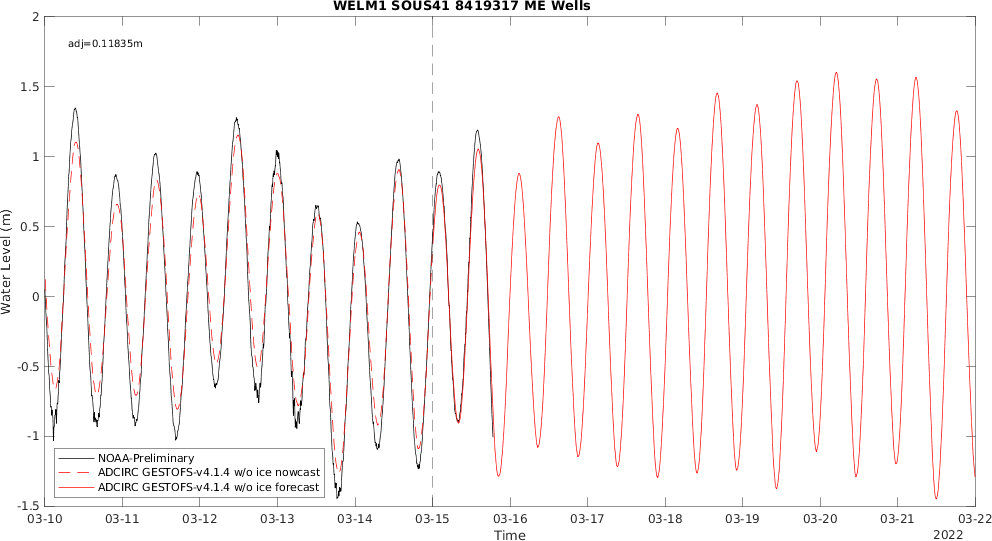 WELM1 SOUS41 8419317 ME Wells
adj=0.11835m
Water Level (m)
2
1.5
1
0.5
0
-0.5
-1
-1.5
NOAA-Preliminary
ADCIRC GESTOFS-v4.1.4 w/o ice nowcast
ADCIRC GESTOFS-v4.1.4 w/o ice forecast
03-10 03-11 03-12 03-13 03-14 03-15 03-16 03-17 03-18 03-19 03-20 03-21 03-22
Time
2022